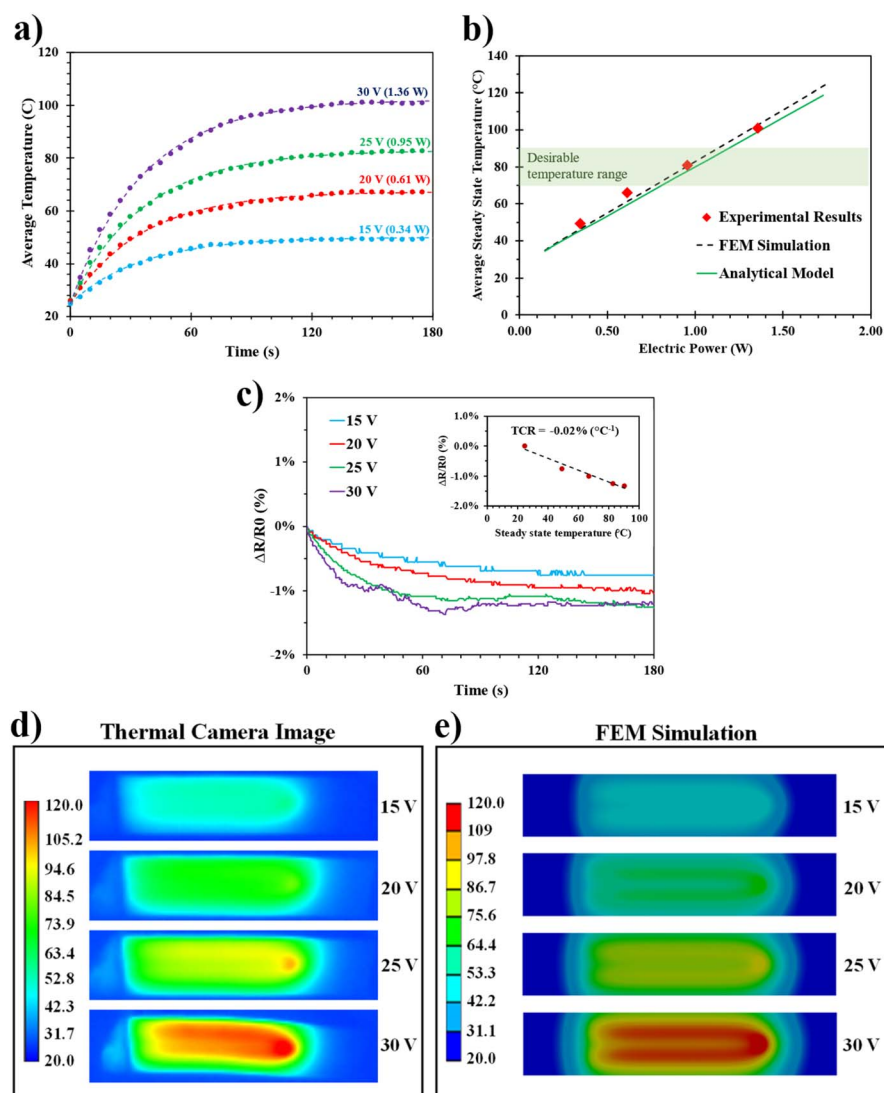 a)
120
100
80
60
40
20
Average Temperature (C)
30 V (1.36 W)
25 V (0.95 W)
20 V (0.61 W)
15 V (0.34 W)
0
60
120
180
Time (s)
b)
140
120
100
80
60
40
20
0
Average Steady State Temperature (°C)
Desirable
temperature range
Experimental Results
FEM Simulation
Analytical Model
0.00
0.50
1.00
1.50
2.00
Electric Power (W)
c)
2%
1%
0%
-1%
-2%
ΔR/R0 (%)
15 V
20 V
25 V
30 V
1.0%
0.0%
-1.0%
-2.0%
ΔR/R0 (%)
TCR = -0.02% (°C⁻¹)
0
20
40
60
80
100
Steady state temperature (°C)
0
60
120
180
Time (s)
d)
Thermal Camera Image
120.0
105.2
94.6
84.5
73.9
63.4
52.8
42.3
31.7
20.0
15 V
20 V
25 V
30 V
e)
FEM Simulation
120.0
109
97.8
86.7
75.6
64.4
53.3
42.2
31.1
20.0
15 V
20 V
25 V
30 V